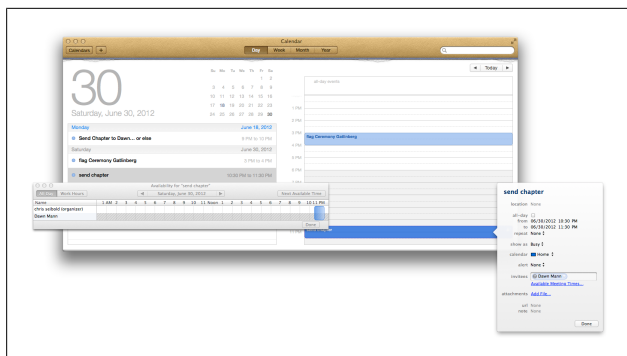 Calendar
Calendars + Day Week Month Year
Today
30
Saturday, June 30, 2012
Su Mo Tu We Th Fr Sa
1 2
3 4 5 6 7 8 9
10 11 12 13 14 15 16
17 18 19 20 21 22 23
24 25 26 27 28 29 30
all-day events
Monday June 18, 2012
Send Chapter to Dawn... or else 9 PM to 10 PM
Saturday June 30, 2012
flag Ceremony Gatlinberg 3 PM to 4 PM
send chapter 10:30 PM to 11:30 PM
1 PM
2 PM
3 PM
flag Ceremony Gatlinberg
4 PM
5 PM
6 PM
Availability for "send chapter"
All Day Work Hours Saturday, June 30, 2012 Next Available Time
Name 1 AM 2 3 4 5 6 7 8 9 10 11 Noon 1 2 3 4 5 6 7 8 9 10 11 PM
chris seibold (organizer)
Dawn Mann
Done
send chapter
location None
all-day
from 06/30/2012 10:30 PM
to 06/30/2012 11:30 PM
repeat None
show as Busy
calendar Home
alert None
invitees Dawn Mann
Available Meeting Times...
attachments Add File...
url None
note None
Done